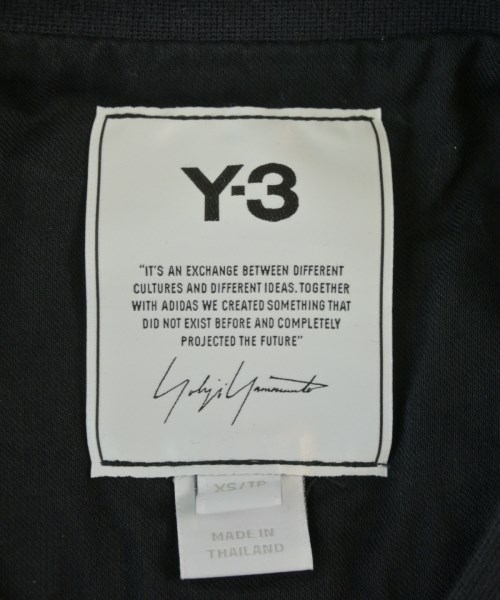 Y-3
"IT'S AN EXCHANGE BETWEEN DIFFERENT
CULTURES AND DIFFERENT IDEAS. TOGETHER
WITH ADIDAS WE CREATED SOMETHING THAT
DID NOT EXIST BEFORE AND COMPLETELY
PROJECTED THE FUTURE"
Yohji Yamamoto
XS/TP
MADE IN
THAILAND